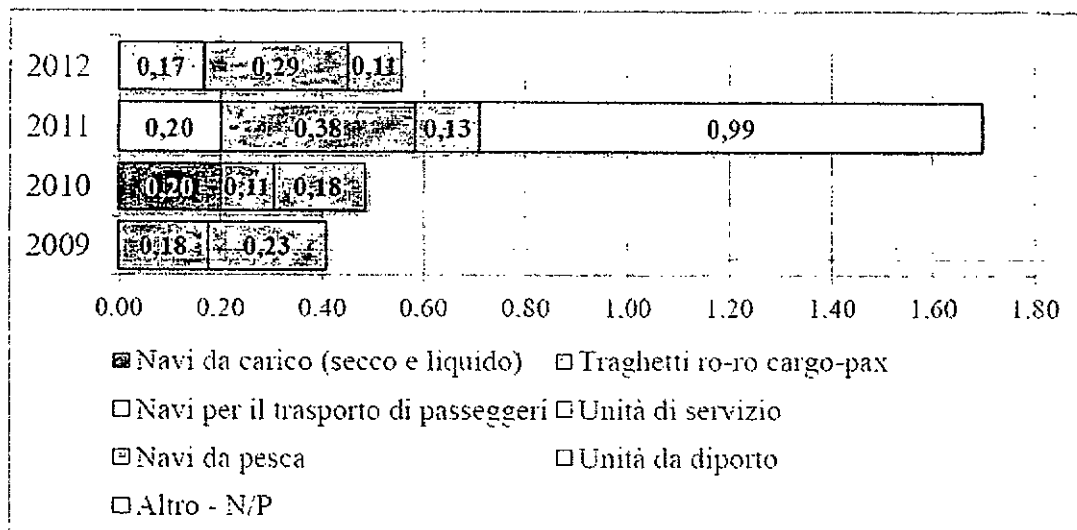 2012 0,17 0,29 0,11
2011 0,20 0,38 0,13 0,99
2010 0,20 0,11 0,18
2009 0,18 0,23
0.00 0.20 0.40 0.60 0.80 1.00 1.20 1.40 1.60 1.80
Navi da carico (secco e liquido) Traghetti ro-ro cargo-pax
Navi per il trasporto di passeggeri Unità di servizio
Navi da pesca Unità da diporto
Altro - N/P